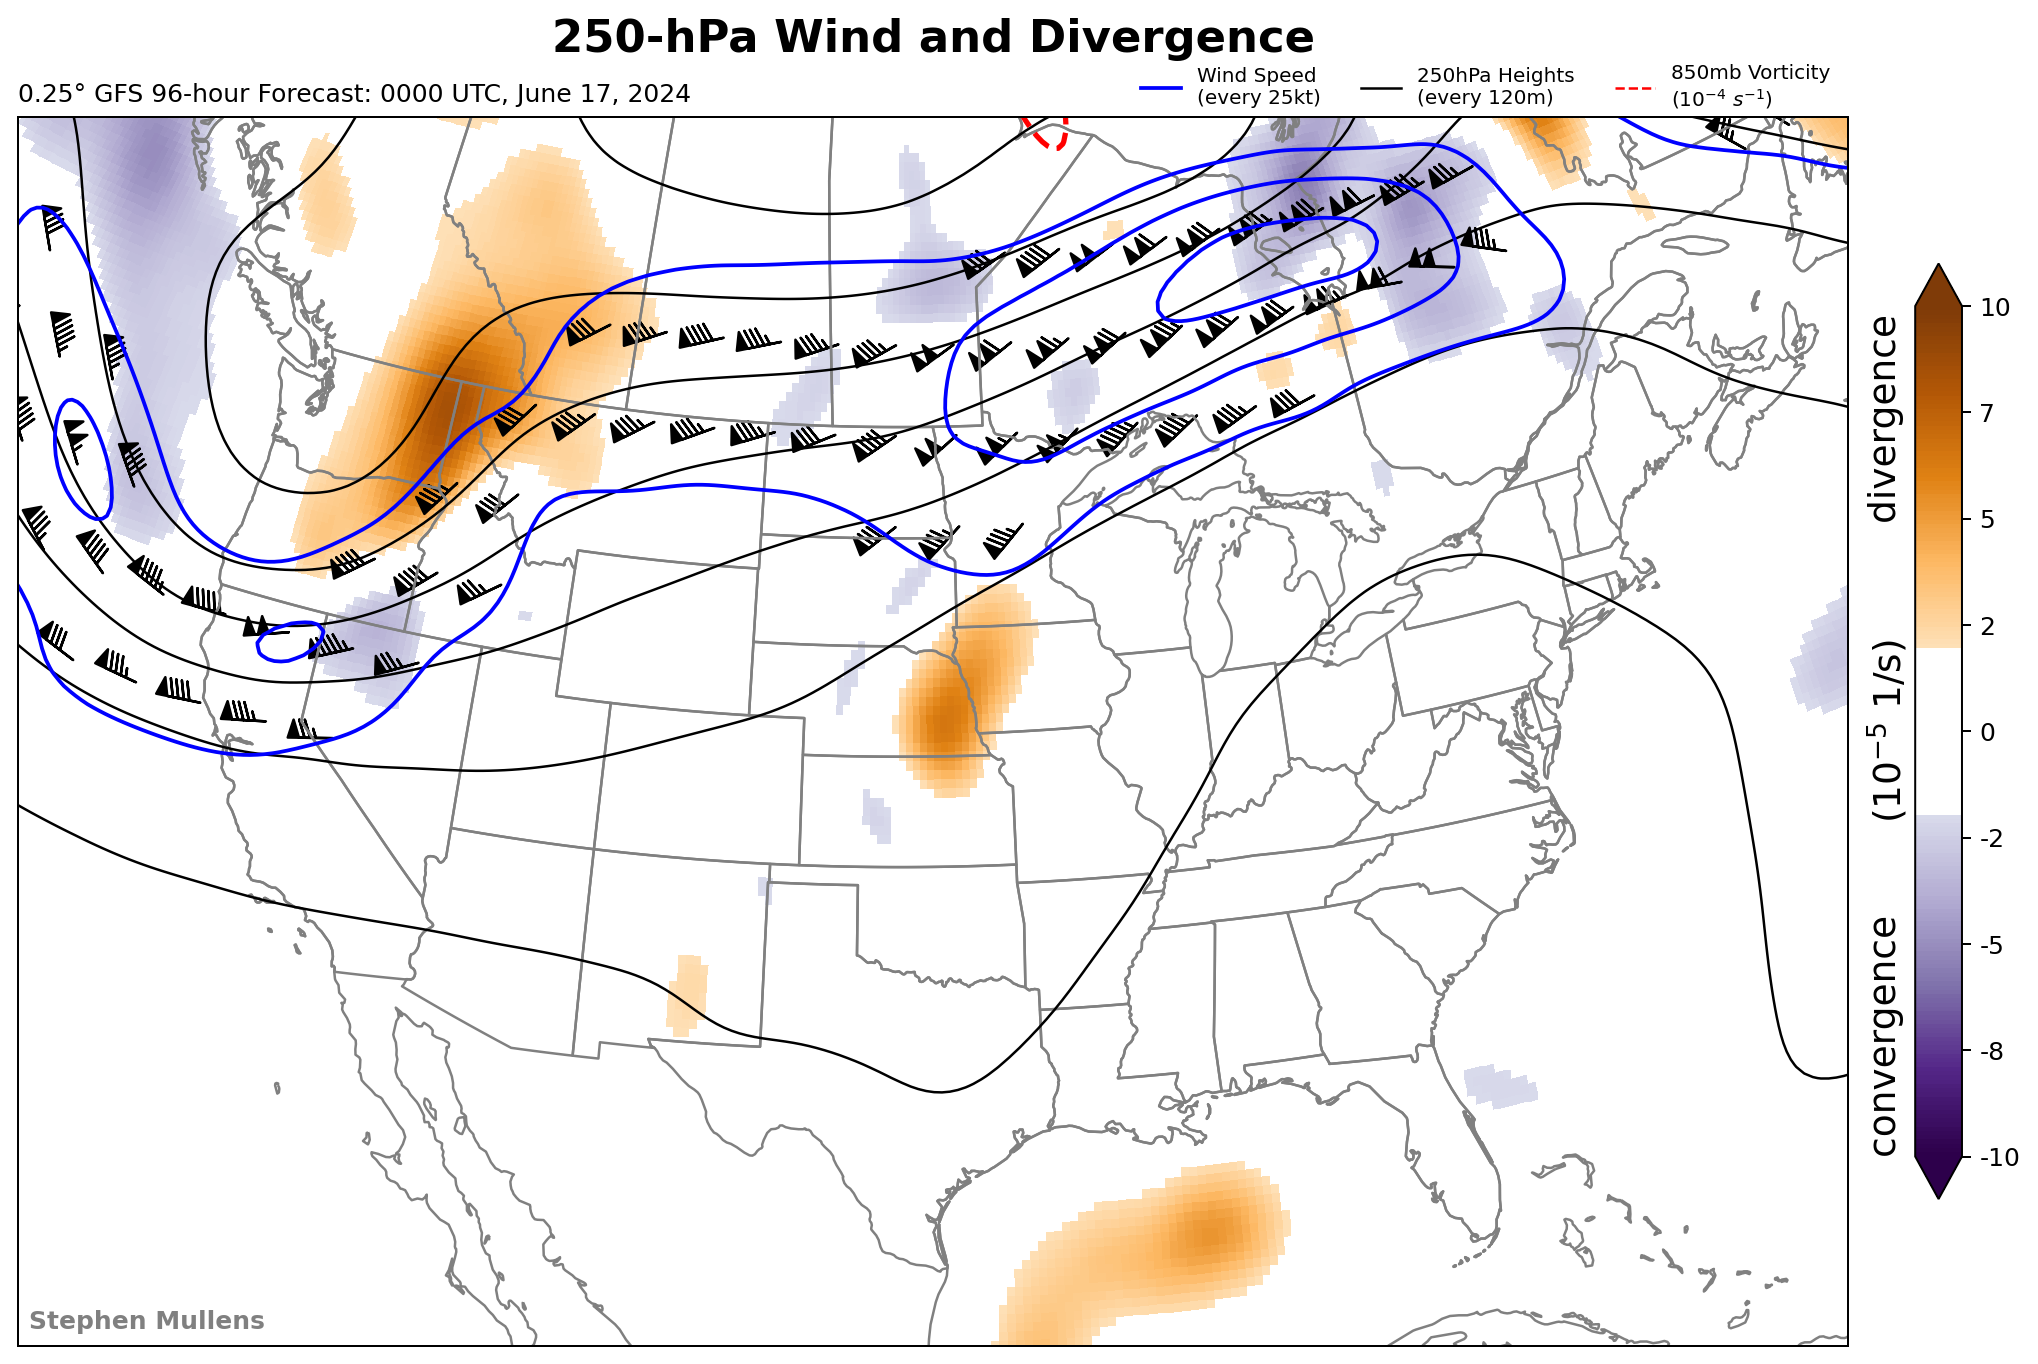 250-hPa Wind and Divergence
0.25° GFS 96-hour Forecast: 0000 UTC, June 17, 2024
Wind Speed
(every 25kt)
250hPa Heights
(every 120m)
850mb Vorticity
(10⁻⁴ s⁻¹)
10
7
5
2
0
-2
-5
-8
-10
convergence (10⁻⁵ 1/s) divergence
Stephen Mullens